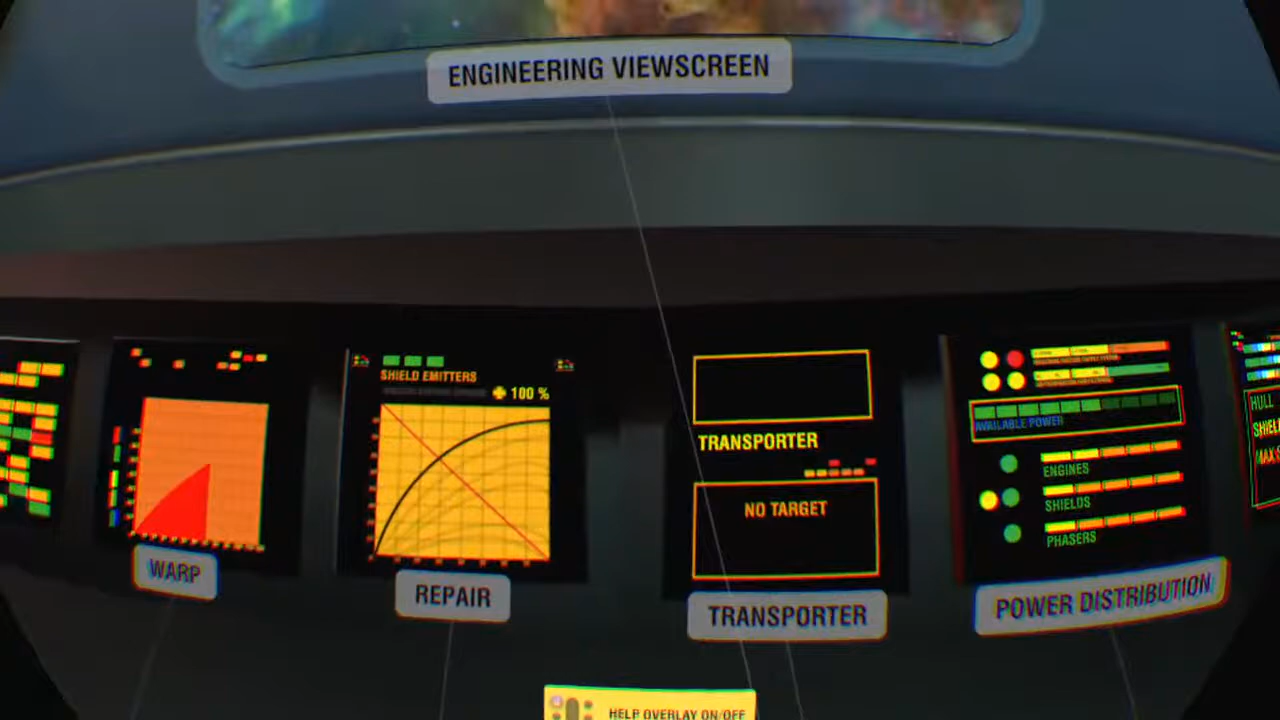 ENGINEERING VIEWSCREEN
SHIELD EMITTERS
100 %
TRANSPORTER
NO TARGET
AVAILABLE POWER
ENGINES
SHIELDS
PHASERS
HULL
WARP
REPAIR
TRANSPORTER
POWER DISTRIBUTION
HELP OVERLAY ON/OFF